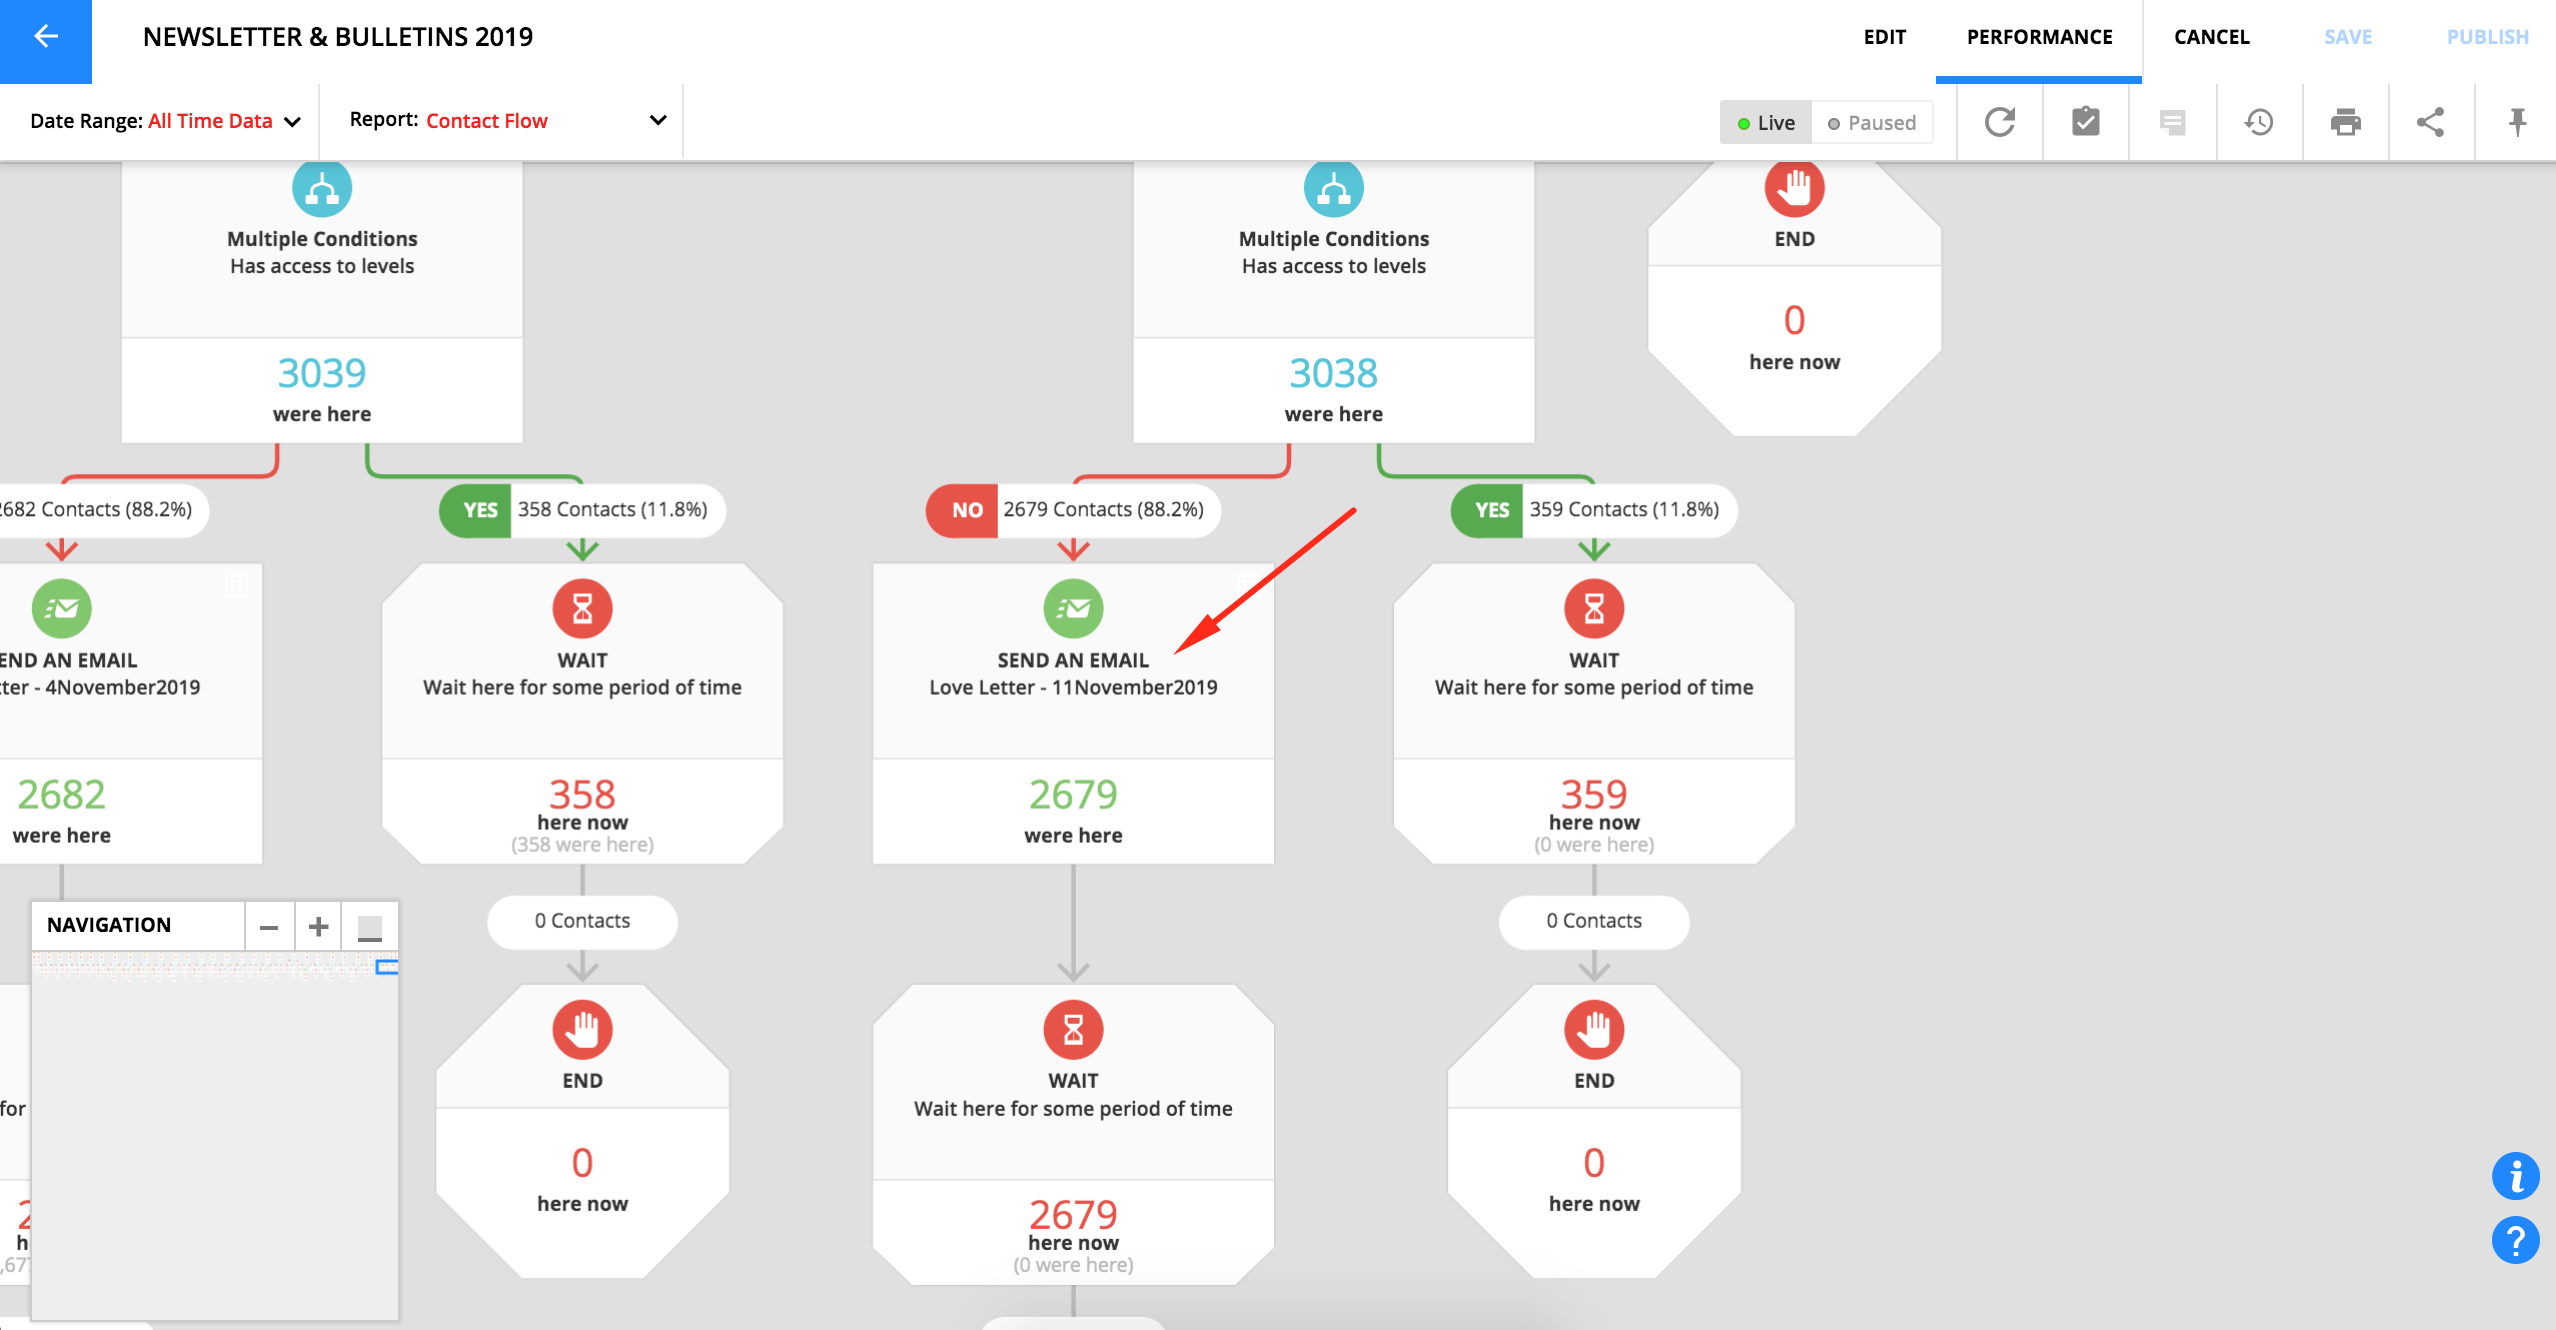 NEWSLETTER & BULLETINS 2019
EDIT
PERFORMANCE
CANCEL
SAVE
PUBLISH
Date Range: All Time Data
Report: Contact Flow
Live
Paused
Multiple Conditions
Has access to levels
3039
were here
Multiple Conditions
Has access to levels
3038
were here
END
0
here now
2682 Contacts (88.2%)
YES 358 Contacts (11.8%)
NO 2679 Contacts (88.2%)
YES 359 Contacts (11.8%)
END AN EMAIL
tter - 4November2019
2682
were here
WAIT
Wait here for some period of time
358
here now
(358 were here)
SEND AN EMAIL
Love Letter - 11November2019
2679
were here
WAIT
Wait here for some period of time
359
here now
(0 were here)
NAVIGATION
0 Contacts
0 Contacts
for
END
0
here now
WAIT
Wait here for some period of time
2679
here now
(0 were here)
END
0
here now